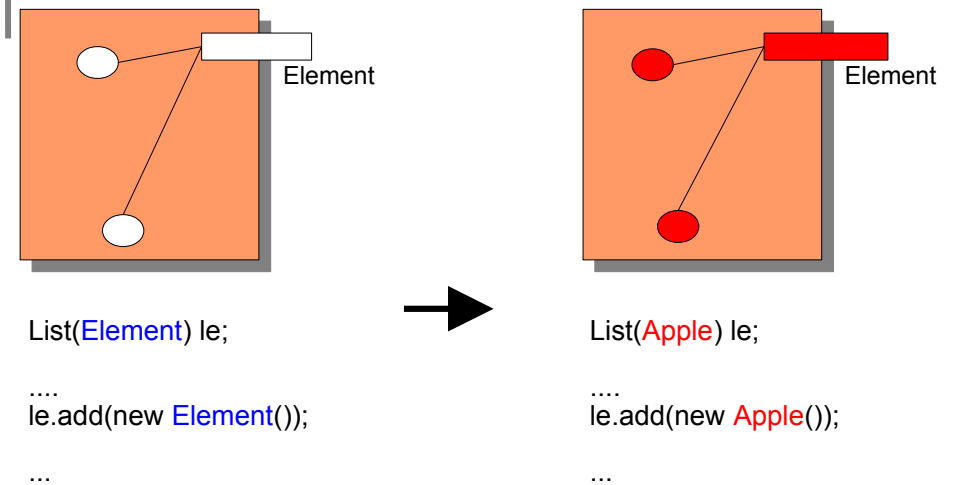 Element
List(Element) le;
....
le.add(new Element());
...
Element
List(Apple) le;
....
le.add(new Apple());
...